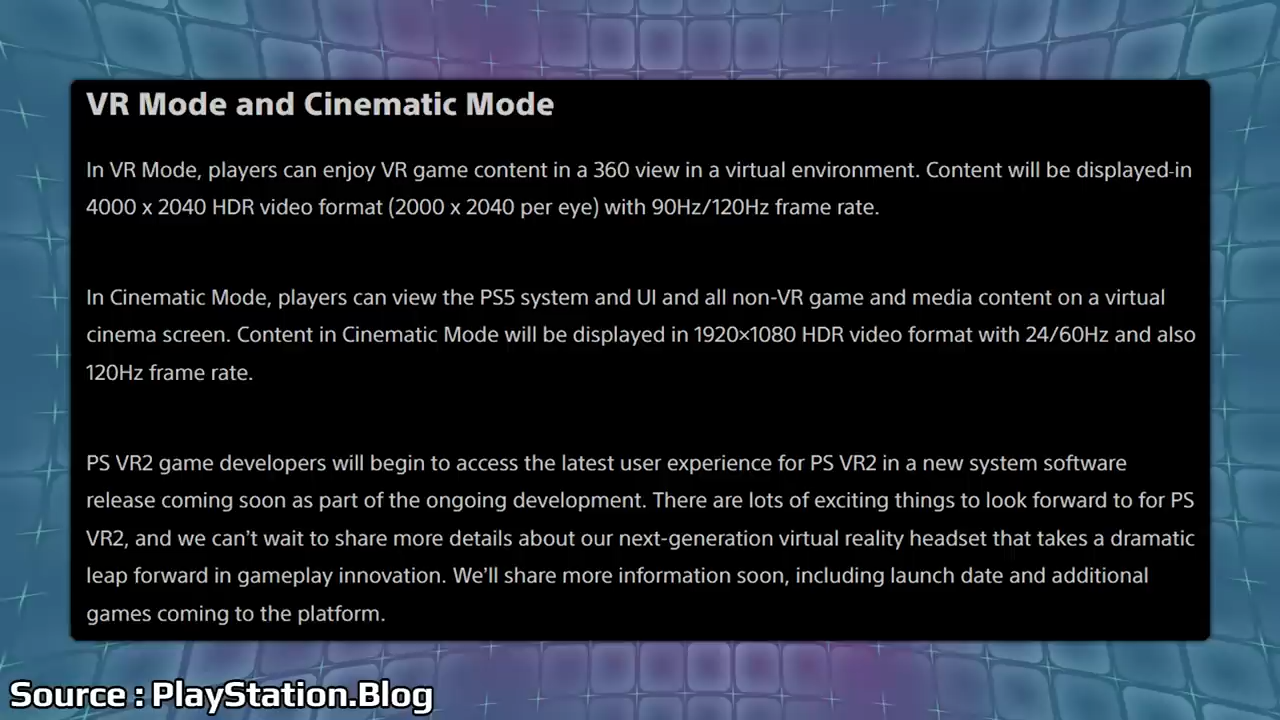 VR Mode and Cinematic Mode
In VR Mode, players can enjoy VR game content in a 360 view in a virtual environment. Content will be displayed in
4000 x 2040 HDR video format (2000 x 2040 per eye) with 90Hz/120Hz frame rate.
In Cinematic Mode, players can view the PS5 system and UI and all non-VR game and media content on a virtual
cinema screen. Content in Cinematic Mode will be displayed in 1920×1080 HDR video format with 24/60Hz and also
120Hz frame rate.
PS VR2 game developers will begin to access the latest user experience for PS VR2 in a new system software
release coming soon as part of the ongoing development. There are lots of exciting things to look forward to for PS
VR2, and we can’t wait to share more details about our next-generation virtual reality headset that takes a dramatic
leap forward in gameplay innovation. We’ll share more information soon, including launch date and additional
games coming to the platform.
Source : PlayStation.Blog